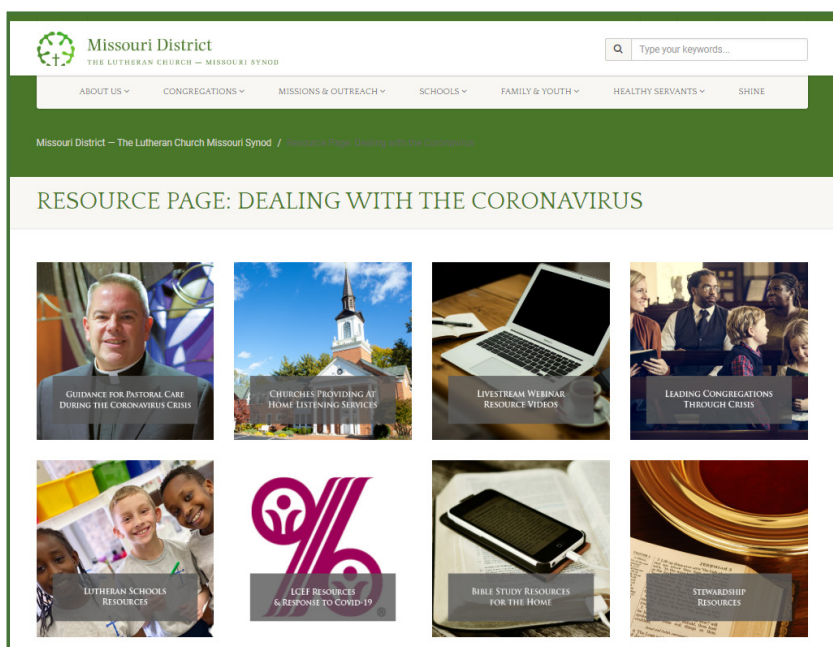 Missouri District
THE LUTHERAN CHURCH — MISSOURI SYNOD
Type your keywords...
ABOUT US
CONGREGATIONS
MISSIONS & OUTREACH
SCHOOLS
FAMILY & YOUTH
HEALTHY SERVANTS
SHINE
Missouri District — The Lutheran Church Missouri Synod /
RESOURCE PAGE: DEALING WITH THE CORONAVIRUS
GUIDANCE FOR PASTORAL CARE
DURING THE CORONAVIRUS CRISIS
CHURCHES PROVIDING AT
HOME LISTENING SERVICES
LIVESTREAM WEBINAR
RESOURCE VIDEOS
LEADING CONGREGATIONS
THROUGH CRISIS
LUTHERAN SCHOOLS
RESOURCES
LCEF RESOURCES
& RESPONSE TO COVID-19
®
BIBLE STUDY RESOURCES
FOR THE HOME
STEWARDSHIP
RESOURCES